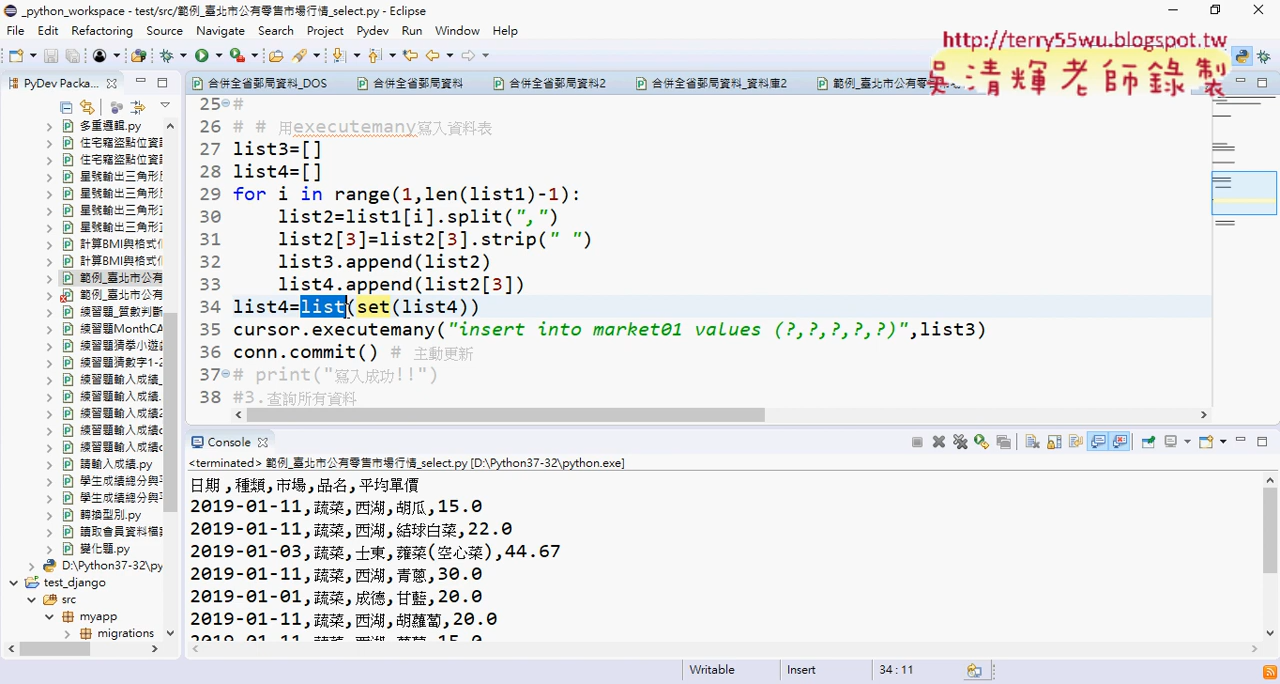 _python_workspace - test/src/範例_臺北市公有零售市場行情_select.py - Eclipse
File Edit Refactoring Source Navigate Search Project Pydev Run Window Help
http://terry55wu.blogspot.tw
吳清輝老師錄製
PyDev Packa...
合併全省郵局資料_DOS 合併全省郵局資料 合併全省郵局資料2 合併全省郵局資料_資料庫2 範例_臺北市公有零售市場
多重邏輯.py
住宅竊盜點位資訊
住宅竊盜點位資訊
星號輸出三角形
星號輸出三角形
星號輸出三角形
星號輸出三角形
計算BMI與格式化
計算BMI與格式化
範例_臺北市公有
範例_臺北市公有
練習題_質數判斷
練習題MonthCA
練習題猜拳小遊戲
練習題猜數字1-2
練習題輸入成績_
練習題輸入成績.
練習題輸入成績2
練習題輸入成績c
練習題輸入成績c
請輸入成績.py
學生成績總分與平
學生成績總分與平
轉換型別.py
讀取會員資料檔案
變化題.py
D:\Python37-32\py
test_django
src
myapp
migrations
25 #
26 # # 用executemany寫入資料表
27 list3=[]
28 list4=[]
29 for i in range(1,len(list1)-1):
30 list2=list1[i].split(",")
31 list2[3]=list2[3].strip(" ")
32 list3.append(list2)
33 list4.append(list2[3])
34 list4=list(set(list4))
35 cursor.executemany("insert into market01 values (?,?,?,?,?)",list3)
36 conn.commit() # 主動更新
37 # print("寫入成功!!")
38 #3.查詢所有資料
Console
<terminated> 範例_臺北市公有零售市場行情_select.py [D:\Python37-32\python.exe]
日期 ,種類,市場,品名,平均單價
2019-01-11,蔬菜,西湖,胡瓜,15.0
2019-01-11,蔬菜,西湖,結球白菜,22.0
2019-01-03,蔬菜,士東,蕹菜(空心菜),44.67
2019-01-11,蔬菜,西湖,青蔥,30.0
2019-01-01,蔬菜,成德,甘藍,20.0
2019-01-11,蔬菜,西湖,胡蘿蔔,20.0
Writable Insert 34 : 11